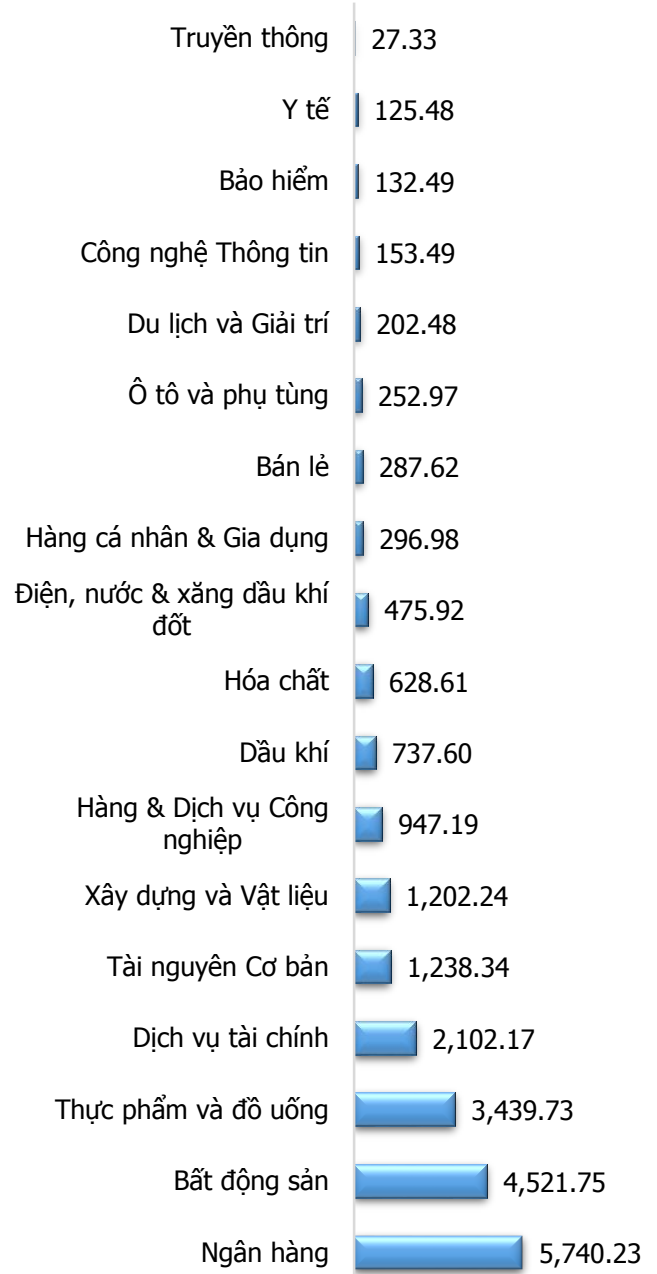 Truyền thông 27.33
Y tế 125.48
Bảo hiểm 132.49
Công nghệ Thông tin 153.49
Du lịch và Giải trí 202.48
Ô tô và phụ tùng 252.97
Bán lẻ 287.62
Hàng cá nhân & Gia dụng 296.98
Điện, nước & xăng dầu khí
đốt 475.92
Hóa chất 628.61
Dầu khí 737.60
Hàng & Dịch vụ Công
nghiệp 947.19
Xây dựng và Vật liệu 1,202.24
Tài nguyên Cơ bản 1,238.34
Dịch vụ tài chính 2,102.17
Thực phẩm và đồ uống 3,439.73
Bất động sản 4,521.75
Ngân hàng 5,740.23